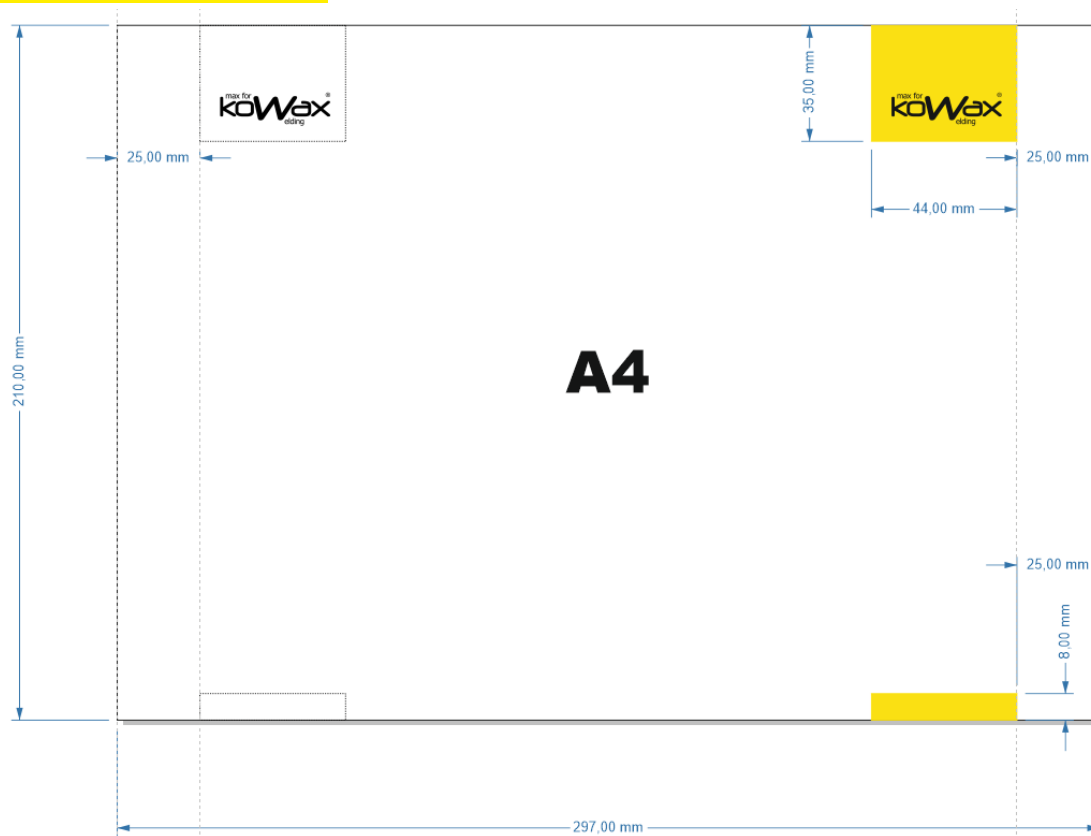 max for
koWax®
elding
max for
koWax®
elding
35,00 mm
25,00 mm
25,00 mm
44,00 mm
A4
210,00 mm
25,00 mm
8,00 mm
297,00 mm